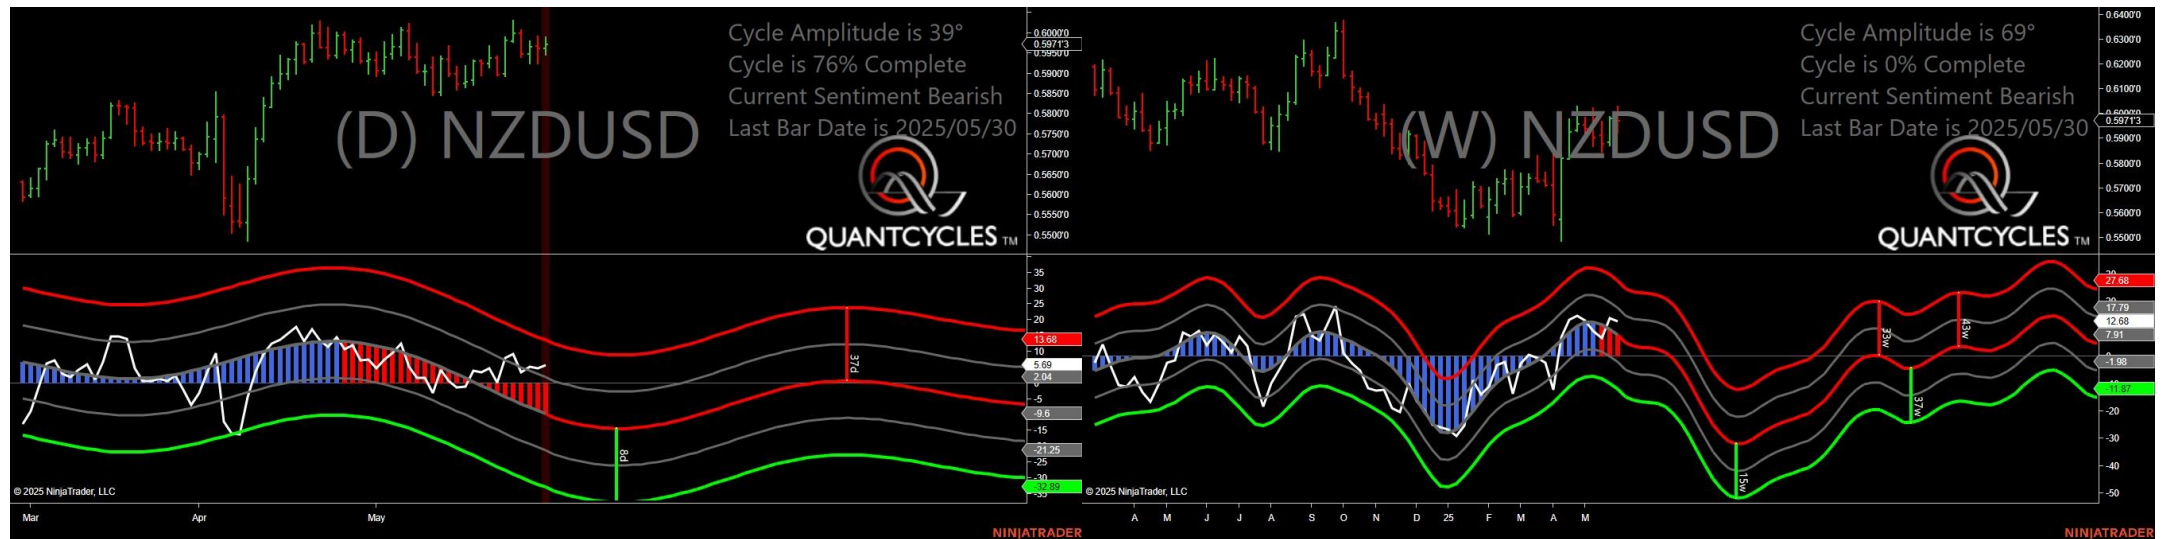 Cycle Amplitude is 39°
Cycle is 76% Complete
Current Sentiment Bearish
Last Bar Date is 2025/05/30
(D) NZDUSD
QUANTCYCLES TM
0.6000'0
0.5971'3
0.5950'0
0.5900'0
0.5850'0
0.5800'0
0.5750'0
0.5700'0
0.5650'0
0.5600'0
0.5550'0
0.5500'0
35
30
25
20
13.68
10
5.69
2.04
-5
-9.6
-15
-21.25
-25
-30
-32.89
-35
37d
8d
© 2025 NinjaTrader, LLC
Mar Apr May
NINJATRADER
Cycle Amplitude is 69°
Cycle is 0% Complete
Current Sentiment Bearish
Last Bar Date is 2025/05/30
(W) NZDUSD
QUANTCYCLES TM
0.6400'0
0.6300'0
0.6200'0
0.6100'0
0.6000'0
0.5971'3
0.5900'0
0.5800'0
0.5700'0
0.5600'0
0.5500'0
27.68
17.79
12.68
7.91
-1.98
-11.87
-20
-30
-40
-50
33w
43w
37w
15w
© 2025 NinjaTrader, LLC
A M J J A S O N D 25 F M A M
NINJATRADER